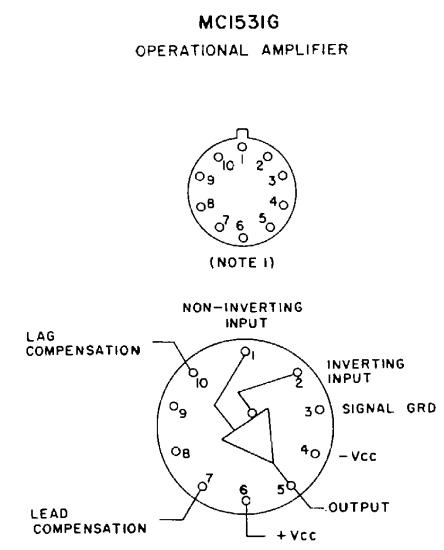 MC1531G
OPERATIONAL AMPLIFIER
1
10
2
9
3
8
4
7
6
5
(NOTE 1)
NON-INVERTING
INPUT
LAG
COMPENSATION
INVERTING
INPUT
1
10
2
9
3
SIGNAL GRD
8
4
-VCC
7
6
5
OUTPUT
LEAD
COMPENSATION
+VCC